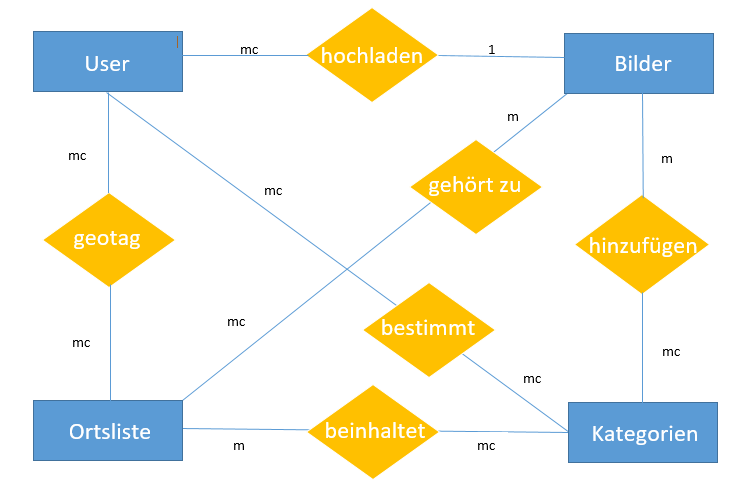 User
mc
hochladen
1
Bilder
m
mc
mc
m
gehört zu
geotag
hinzufügen
mc
bestimmt
mc
mc
mc
Ortsliste
m
beinhaltet
mc
Kategorien